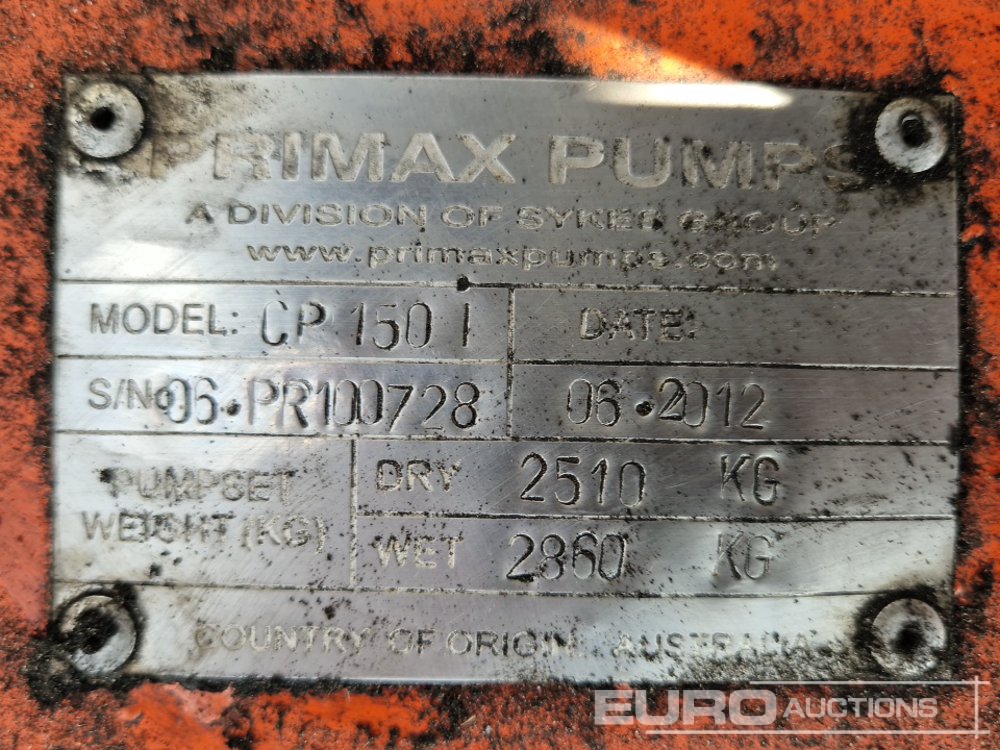 PRIMAX PUMPS
A DIVISION OF SYKES GROUP
www.primaxpumps.com
MODEL: CP 150 I
DATE:
S/No 06.PR100728
06.2012
PUMPSET
WEIGHT (KG)
DRY 2510 KG
WET 2860 KG
COUNTRY OF ORIGIN: AUSTRALIA
EURO AUCTIONS